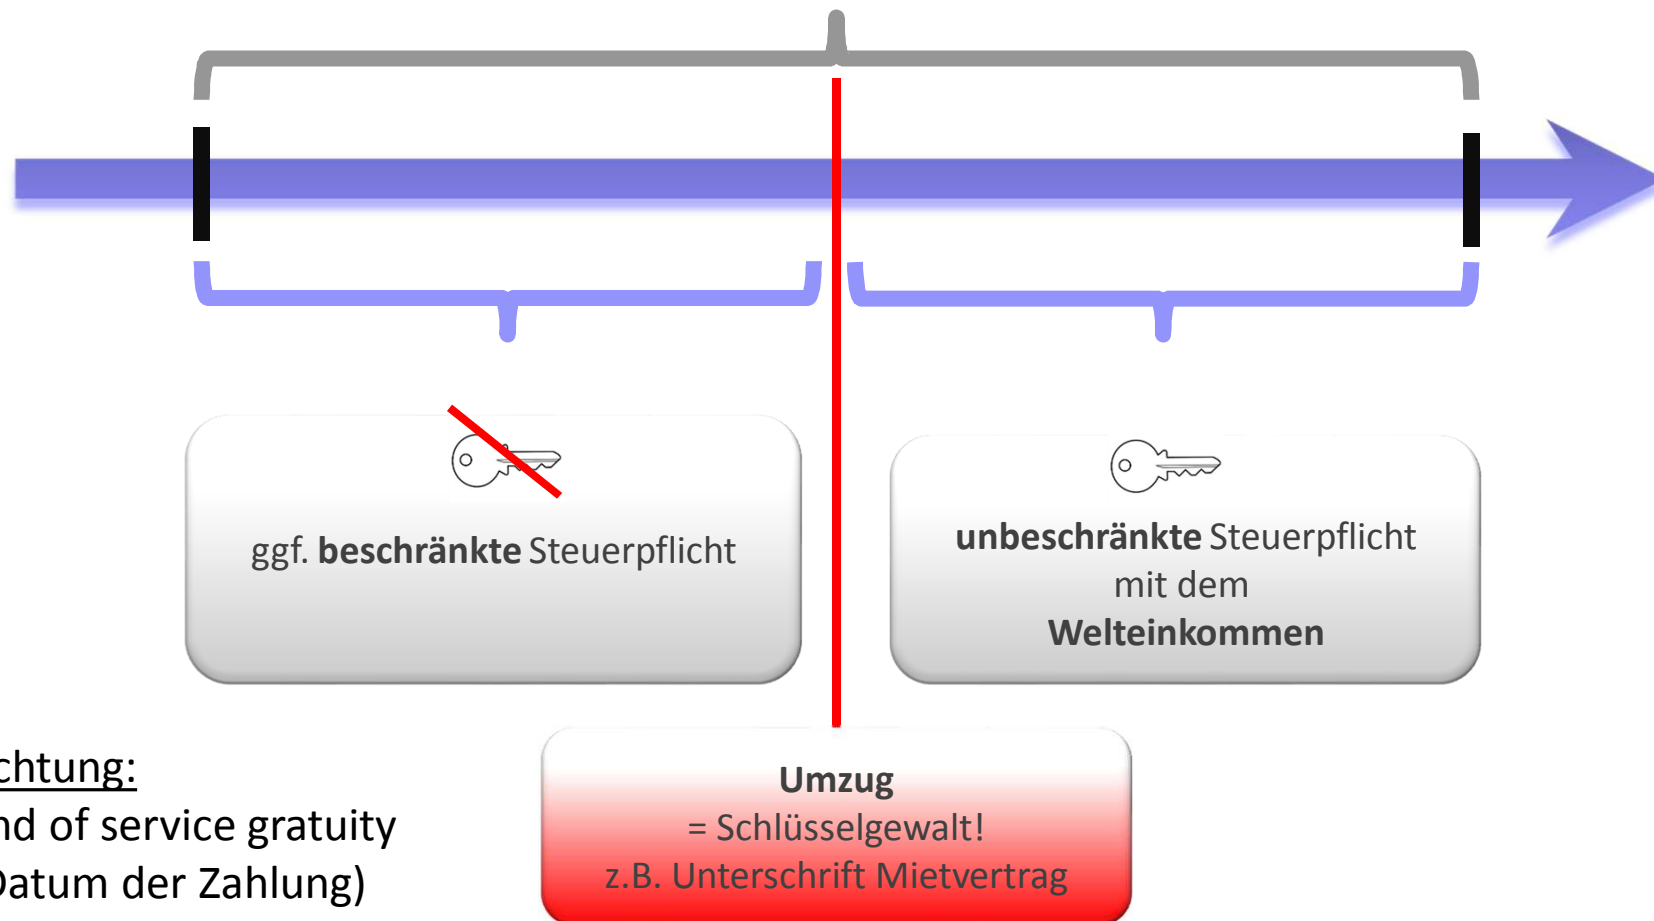 ggf. beschränkte Steuerpflicht
unbeschränkte Steuerpflicht
mit dem
Welteinkommen
Umzug
= Schlüsselgewalt!
z.B. Unterschrift Mietvertrag
chtung:
nd of service gratuity
Datum der Zahlung)